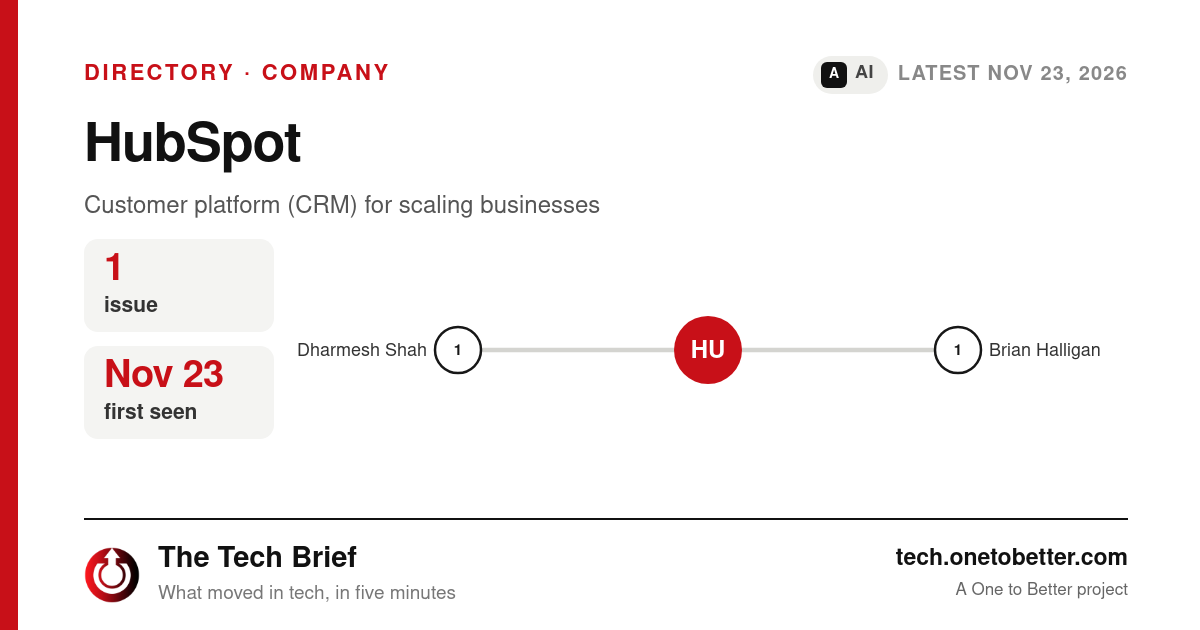 DIRECTORY · COMPANY
A AI LATEST NOV 23, 2026
HubSpot
Customer platform (CRM) for scaling businesses
1
issue
Nov 23
first seen
Dharmesh Shah 1 HU 1 Brian Halligan
The Tech Brief
What moved in tech, in five minutes
tech.onetobetter.com
A One to Better project